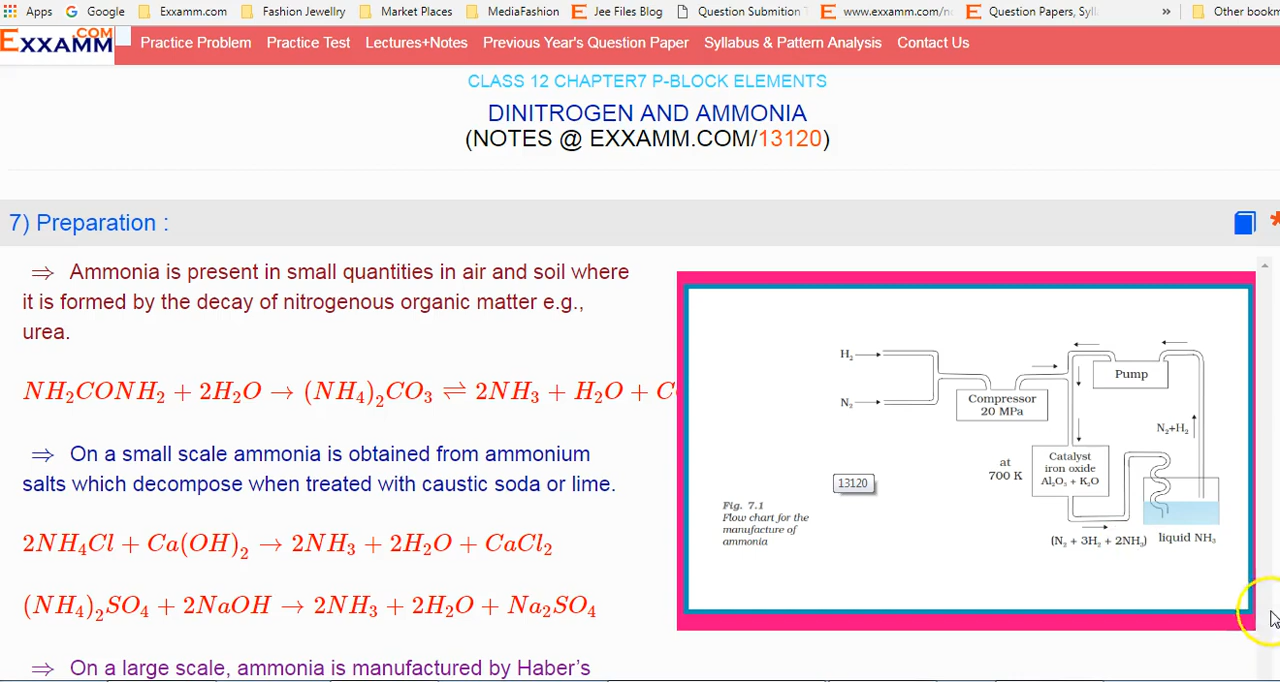 Apps Google Exxamm.com Fashion Jewellry Market Places MediaFashion Jee Files Blog Question Submition www.exxamm.com/n Question Papers, Syll » Other bookm
EXXAMM .COM
Practice Problem Practice Test Lectures+Notes Previous Year's Question Paper Syllabus & Pattern Analysis Contact Us
CLASS 12 CHAPTER7 P-BLOCK ELEMENTS
DINITROGEN AND AMMONIA
(NOTES @ EXXAMM.COM/13120)
7) Preparation :
⇒ Ammonia is present in small quantities in air and soil where
it is formed by the decay of nitrogenous organic matter e.g.,
urea.
NH₂CONH₂ + 2H₂O → (NH₄)₂CO₃ ⇌ 2NH₃ + H₂O + C
⇒ On a small scale ammonia is obtained from ammonium
salts which decompose when treated with caustic soda or lime.
2NH₄Cl + Ca(OH)₂ → 2NH₃ + 2H₂O + CaCl₂
(NH₄)₂SO₄ + 2NaOH → 2NH₃ + 2H₂O + Na₂SO₄
⇒ On a large scale, ammonia is manufactured by Haber's
H₂
N₂
Compressor
20 MPa
Pump
N₂+H₂
at
700 K
Catalyst
iron oxide
Al₂O₃ + K₂O
(N₂ + 3H₂ + 2NH₃)
liquid NH₃
13120
Fig. 7.1
Flow chart for the
manufacture of
ammonia